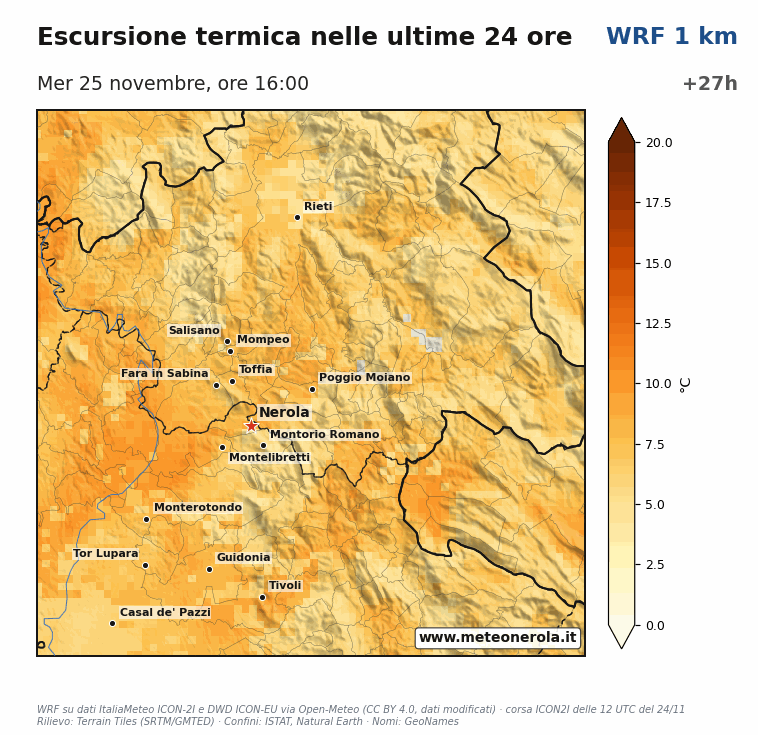 Escursione termica nelle ultime 24 ore
WRF 1 km
Mer 25 novembre, ore 16:00
+27h
Rieti
Salisano
Mompeo
Fara in Sabina
Toffia
Poggio Moiano
Nerola
Montorio Romano
Montelibretti
Monterotondo
Tor Lupara
Guidonia
Tivoli
Casal de' Pazzi
www.meteonerola.it
20.0
17.5
15.0
12.5
10.0
7.5
5.0
2.5
0.0
°C
WRF su dati ItaliaMeteo ICON-2I e DWD ICON-EU via Open-Meteo (CC BY 4.0, dati modificati) · corsa ICON2I delle 12 UTC del 24/11
Rilievo: Terrain Tiles (SRTM/GMTED) · Confini: ISTAT, Natural Earth · Nomi: GeoNames